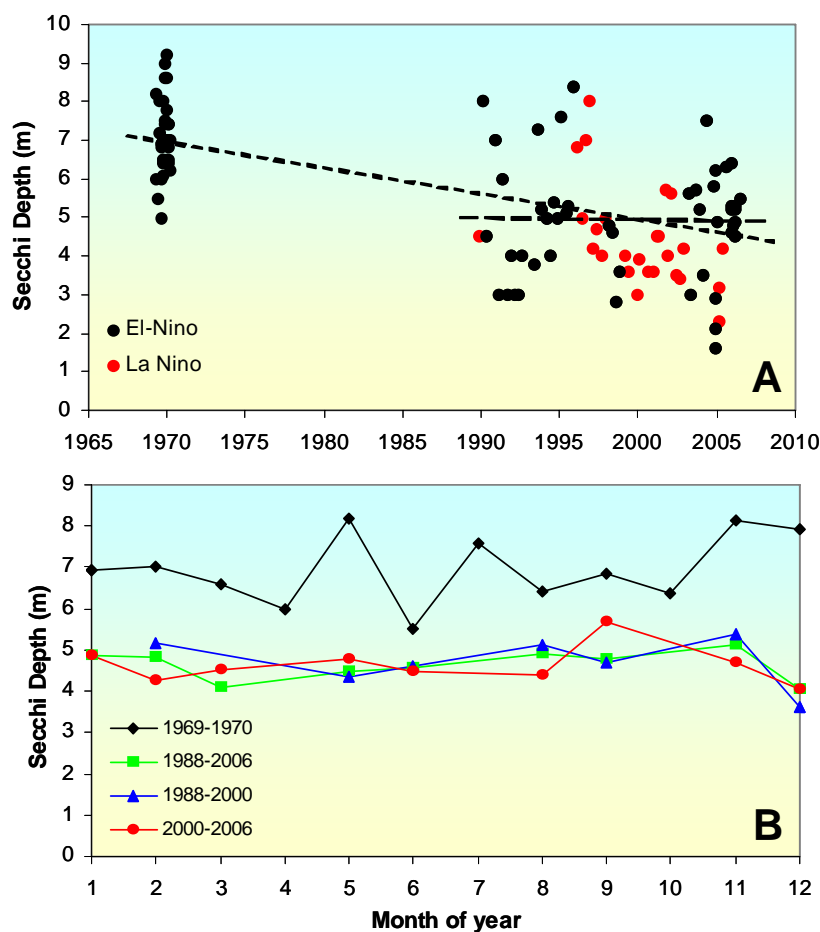 10
9
8
7
6
5
4
3
2
1
0
Secchi Depth (m)
El-Nino
La Nino
A
1965 1970 1975 1980 1985 1990 1995 2000 2005 2010
9
8
7
6
5
4
3
2
1
0
Secchi Depth (m)
1969-1970
1988-2006
1988-2000
2000-2006
B
1 2 3 4 5 6 7 8 9 10 11 12
Month of year